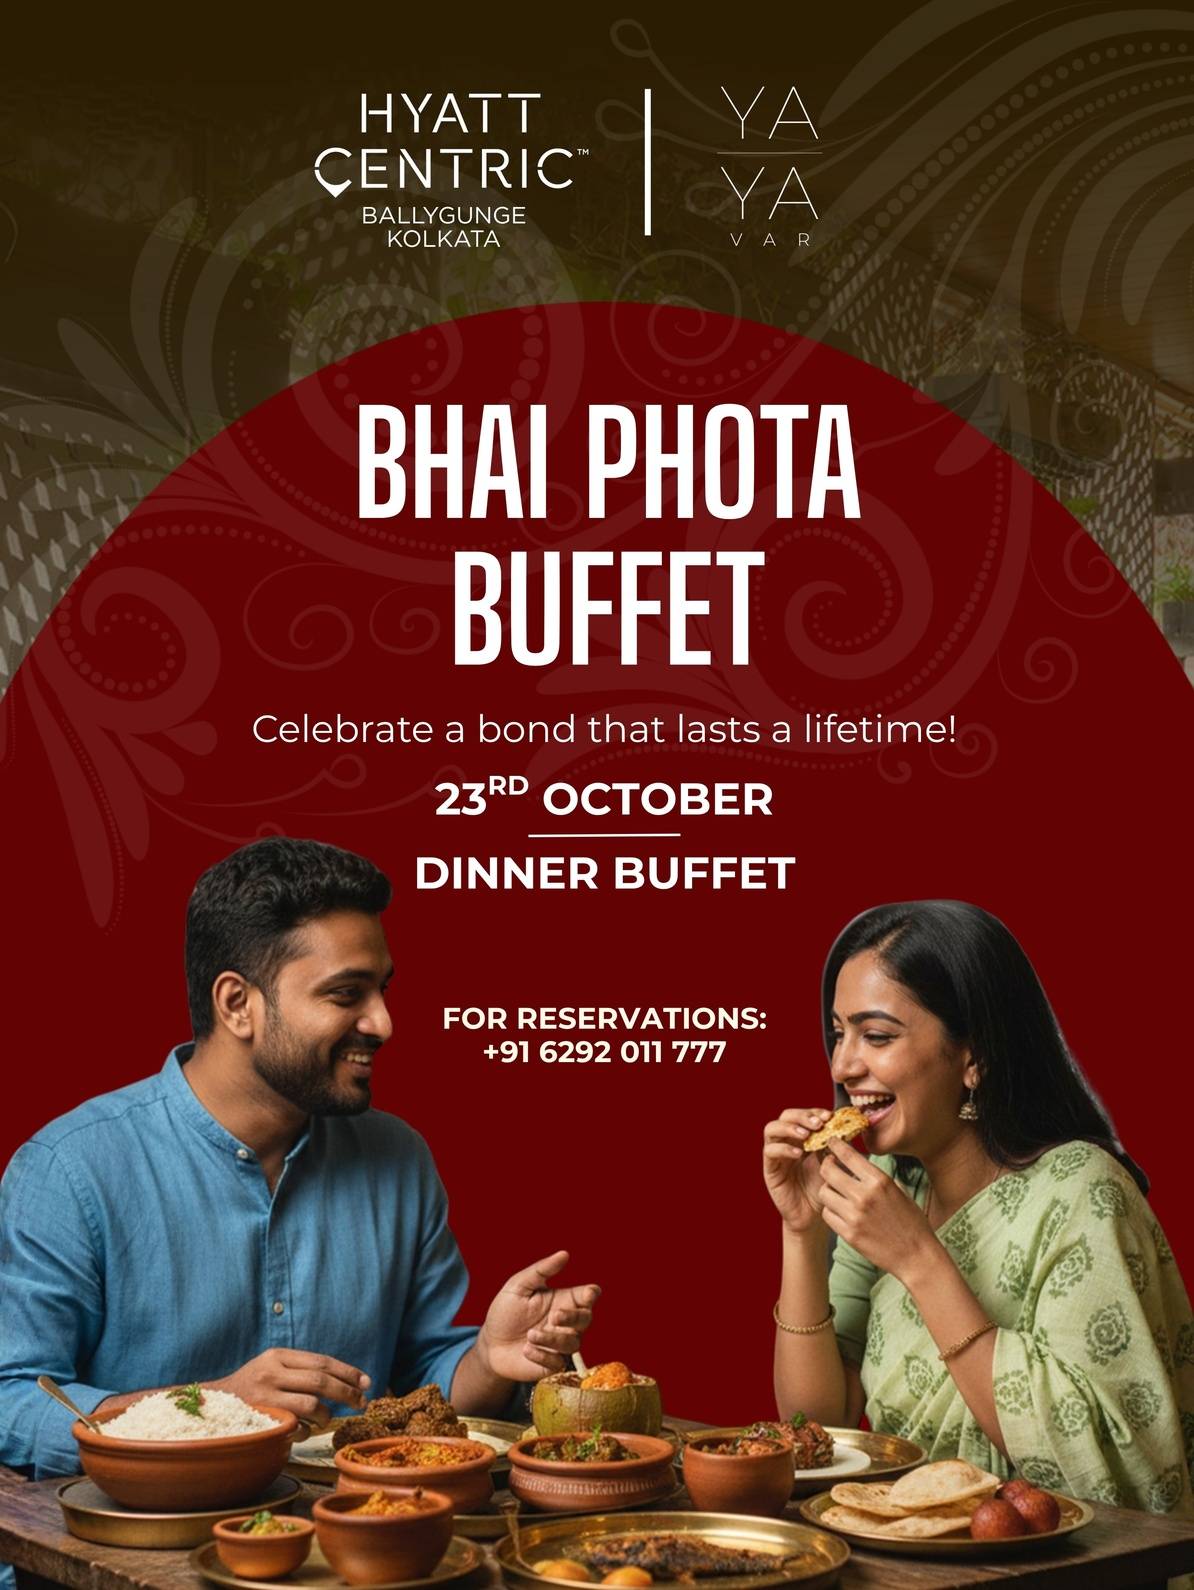 HYATT
CENTRIC™
BALLYGUNGE
KOLKATA
YA
YA
VAR
BHAI PHOTA
BUFFET
Celebrate a bond that lasts a lifetime!
23RD OCTOBER
DINNER BUFFET
FOR RESERVATIONS:
+91 6292 011 777